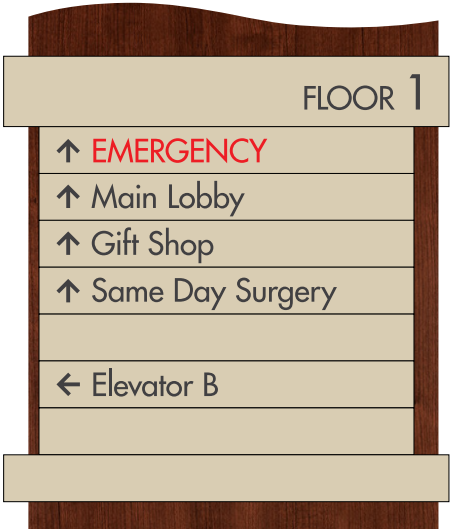 FLOOR 1
↑ EMERGENCY
↑ Main Lobby
↑ Gift Shop
↑ Same Day Surgery
← Elevator B